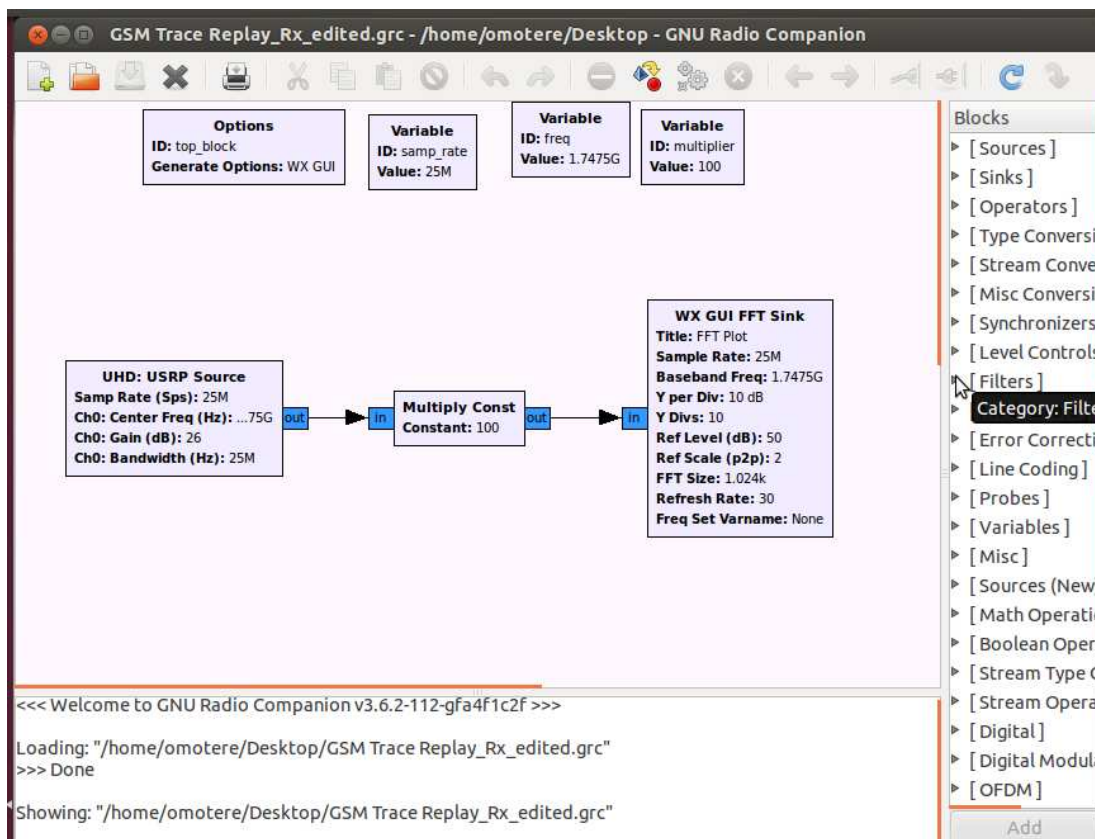 GSM Trace Replay_Rx_edited.grc - /home/omotere/Desktop - GNU Radio Companion
Options
ID: top_block
Generate Options: WX GUI
Variable
ID: samp_rate
Value: 25M
Variable
ID: freq
Value: 1.7475G
Variable
ID: multiplier
Value: 100
UHD: USRP Source
Samp Rate (Sps): 25M
Ch0: Center Freq (Hz): ...75G
Ch0: Gain (dB): 26
Ch0: Bandwidth (Hz): 25M
out
in
Multiply Const
Constant: 100
out
in
WX GUI FFT Sink
Title: FFT Plot
Sample Rate: 25M
Baseband Freq: 1.7475G
Y per Div: 10 dB
Y Divs: 10
Ref Level (dB): 50
Ref Scale (p2p): 2
FFT Size: 1.024k
Refresh Rate: 30
Freq Set Varname: None
Blocks
[ Sources ]
[ Sinks ]
[ Operators ]
[ Type Conversi
[ Stream Conve
[ Misc Conversi
[ Synchronizers
[ Level Controls
[ Filters ]
Category: Filte
[ Error Correcti
[ Line Coding ]
[ Probes ]
[ Variables ]
[ Misc ]
[ Sources (New
[ Math Operati
[ Boolean Oper
[ Stream Type C
[ Stream Opera
[ Digital ]
[ Digital Modula
[ OFDM ]
Add
<<< Welcome to GNU Radio Companion v3.6.2-112-gfa4f1c2f >>>
Loading: "/home/omotere/Desktop/GSM Trace Replay_Rx_edited.grc"
>>> Done
Showing: "/home/omotere/Desktop/GSM Trace Replay_Rx_edited.grc"